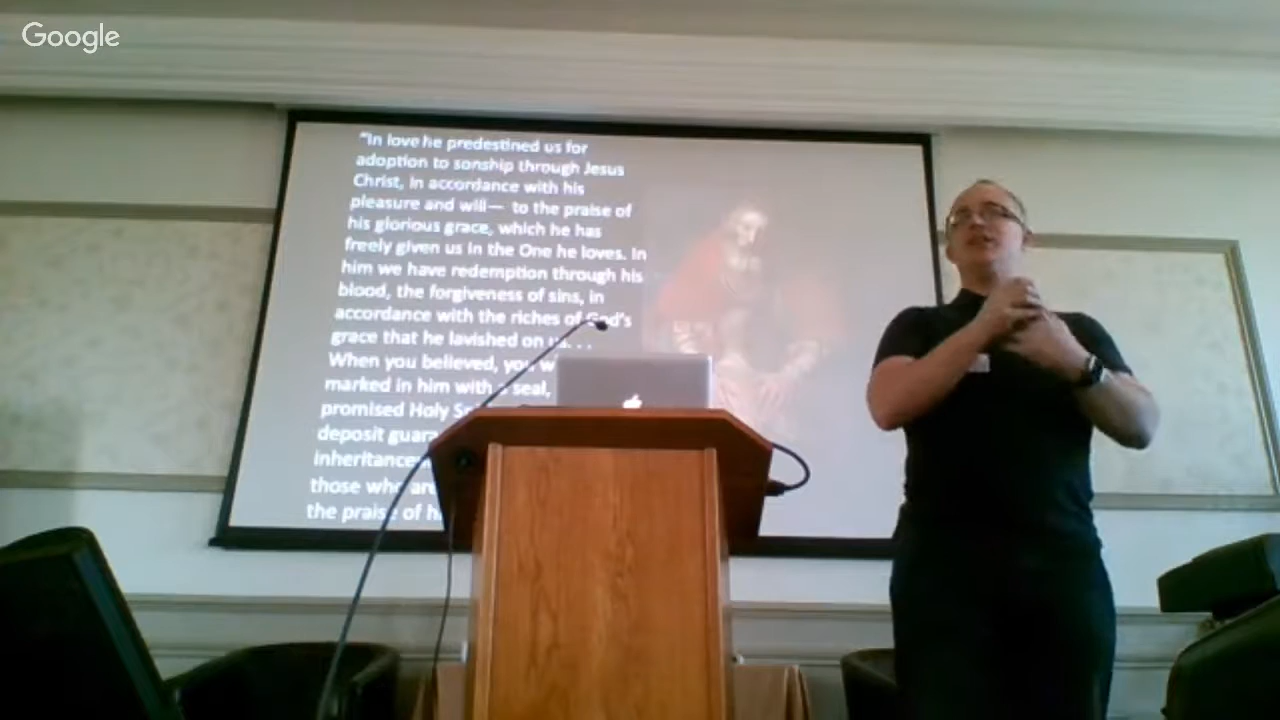 Google
"In love he predestined us for
adoption to sonship through Jesus
Christ, in accordance with his
pleasure and will— to the praise of
his glorious grace, which he has
freely given us in the One he loves. In
him we have redemption through his
blood, the forgiveness of sins, in
accordance with the riches of God's
grace that he lavished on us. . .
When you believed, you w
marked in him with a seal,
promised Holy
deposit
inheritance
those who are
the praise of